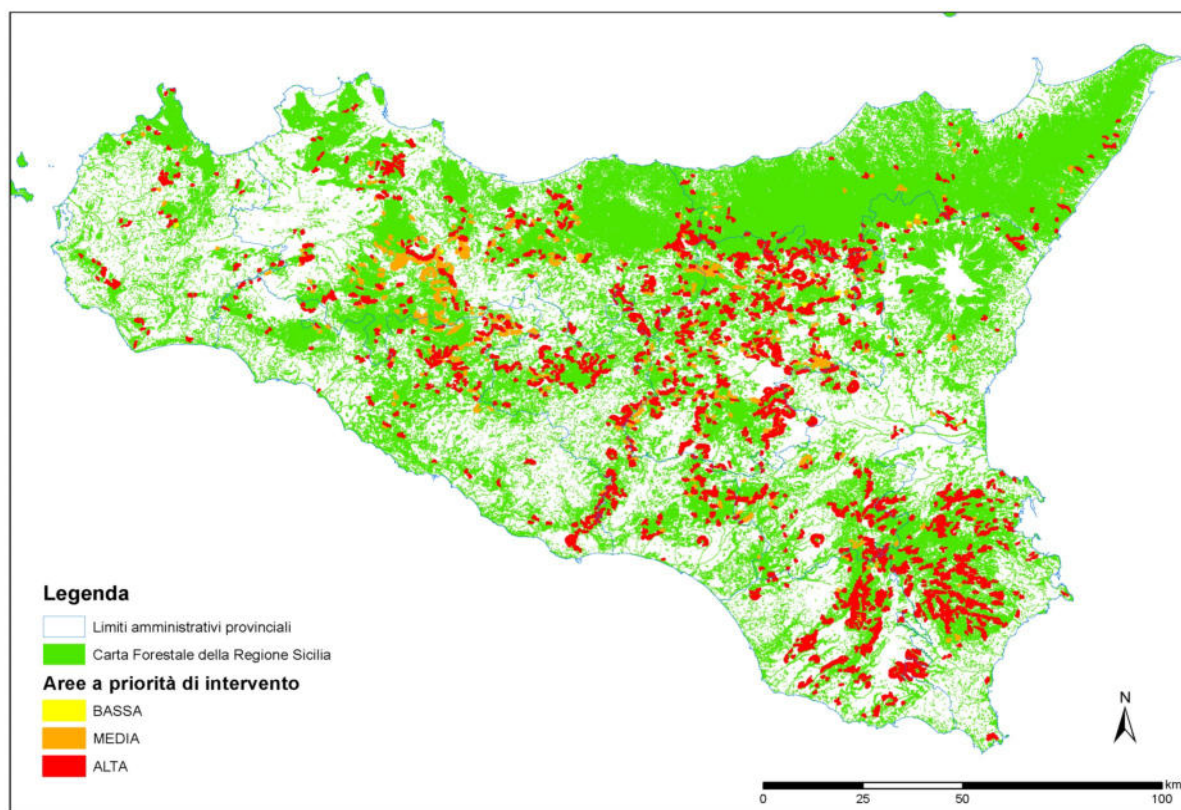 Legenda
Limiti amministrativi provinciali
Carta Forestale della Regione Sicilia
Aree a priorità di intervento
BASSA
MEDIA
ALTA
N
km
0 25 50 100